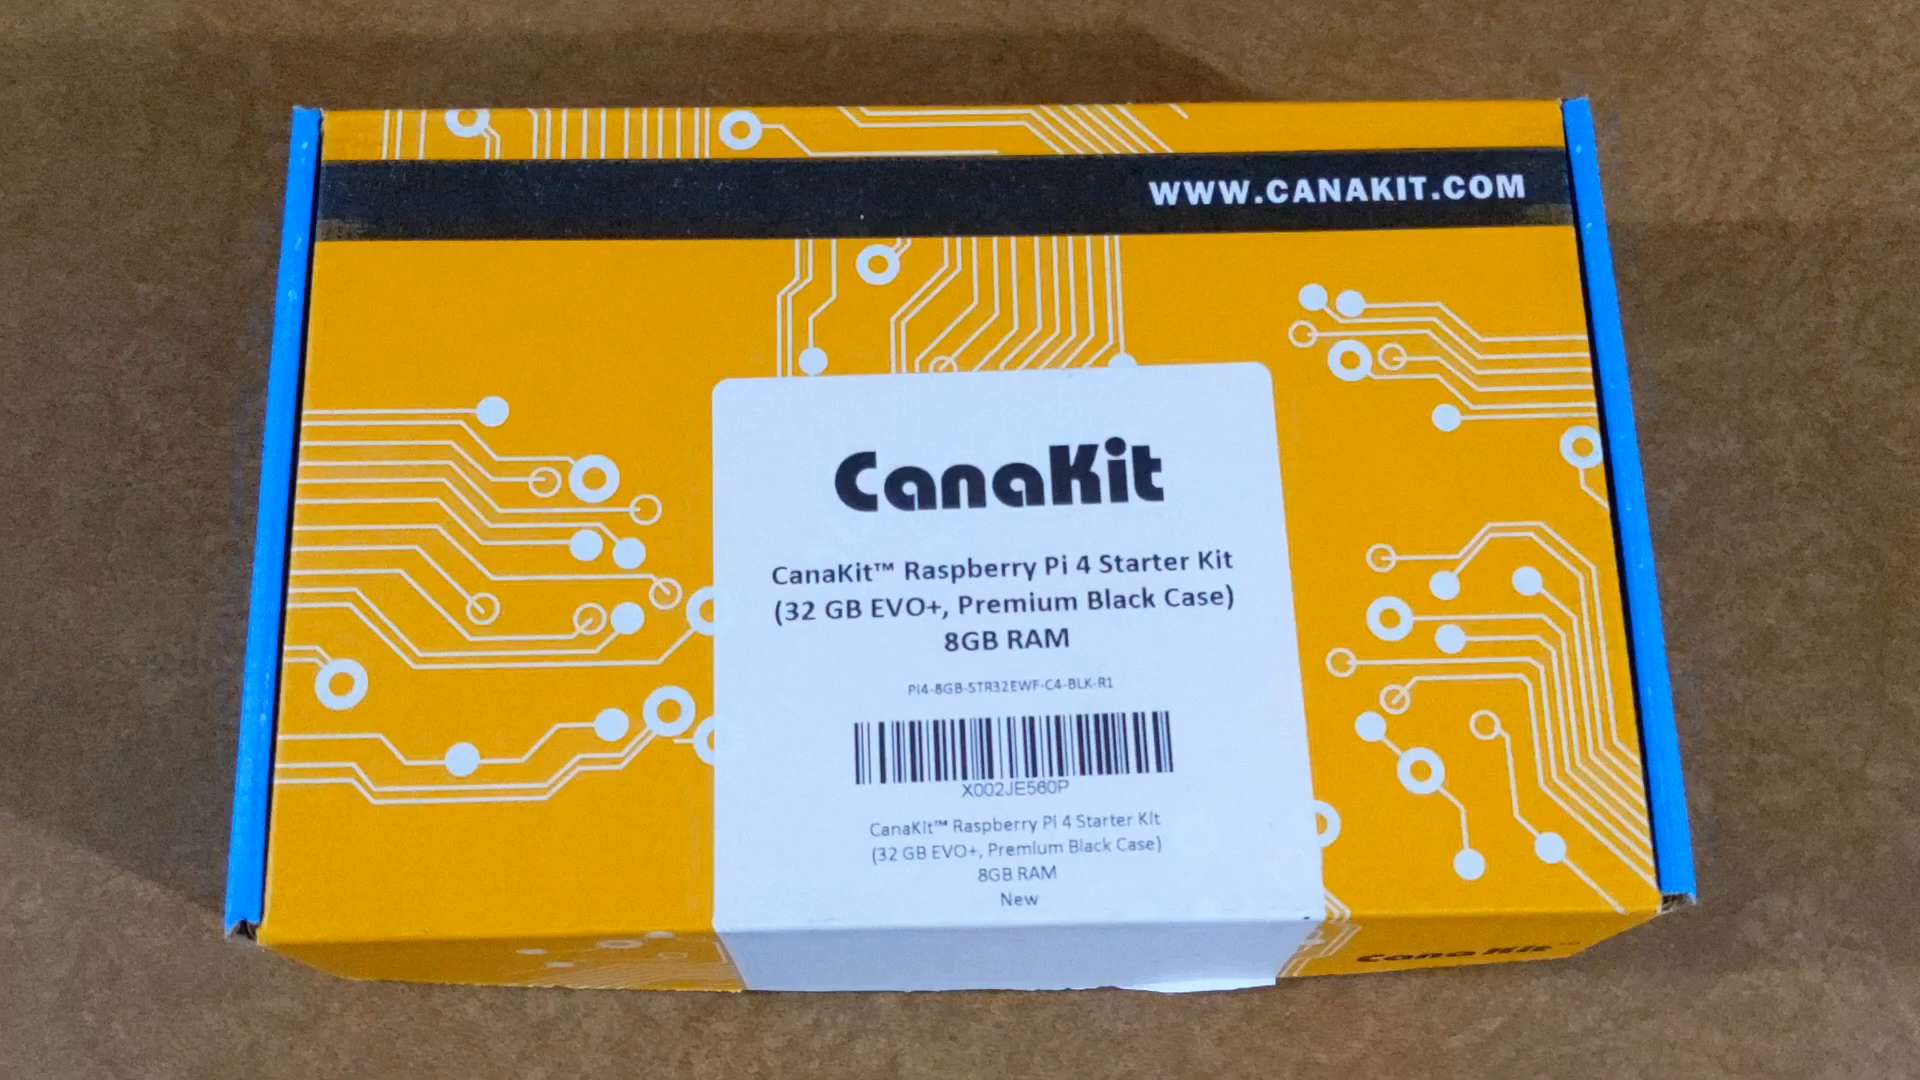 WWW.CANAKIT.COM
CanaKit
CanaKit™ Raspberry Pi 4 Starter Kit
(32 GB EVO+, Premium Black Case)
8GB RAM
PI4-8GB-STR32EWF-C4-BLK-R1
X002JE560P
CanaKit™ Raspberry Pi 4 Starter Kit
(32 GB EVO+, Premium Black Case)
8GB RAM
New
CanaKit™